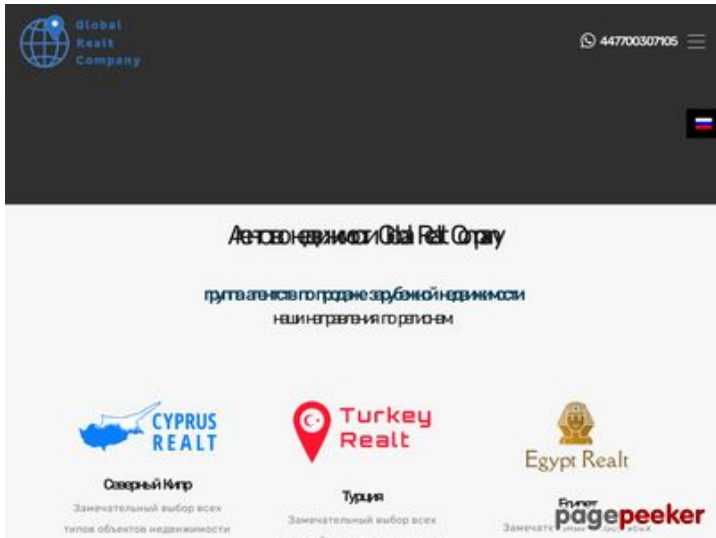 Global
Realt
Company
447700307105
Агентство недвижимости Global Realt Company
группа агентств по продаже зарубежной недвижимости
наши направления по регионам
CYPRUS
REALT
Северный Кипр
Замечательный выбор всех
типов объектов недвижимости
Turkey
Realt
Турция
Замечательный выбор всех
Egypt Realt
Египет
pagepeeker